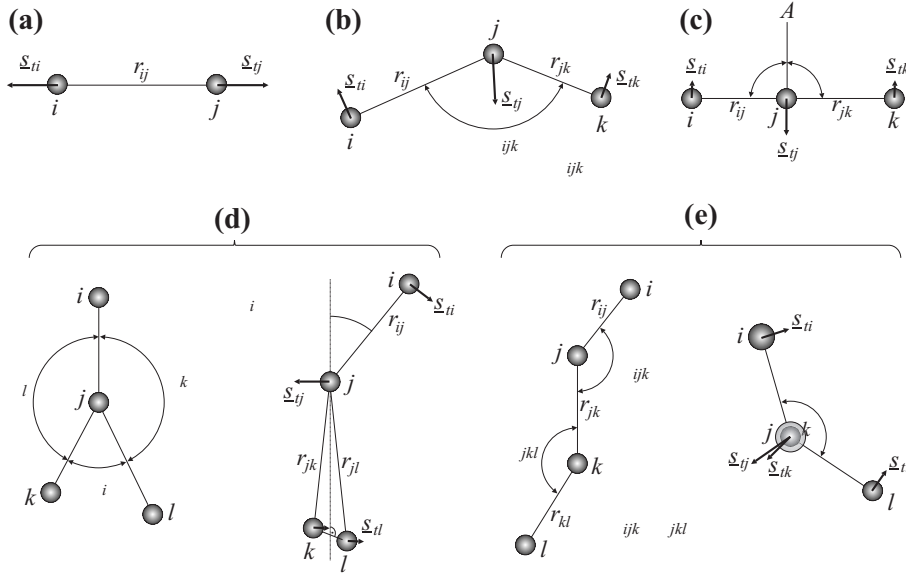 (a)
s_ti r_ij s_tj
i j
(b)
j
s_ti r_ij r_jk s_tk
s_tj
i ijk k
ijk
(c)
A
s_ti s_tk
i r_ij j r_jk k
s_tj
(d)
i
l k
j
k i l
i
i
s_ti
r_ij
s_tj j
r_jk r_jl
k l s_tl
(e)
i
r_ij
j
ijk
r_jk
jkl
k
r_kl
l
ijk jkl
i s_ti
j k
s_tj s_tk s_t
l